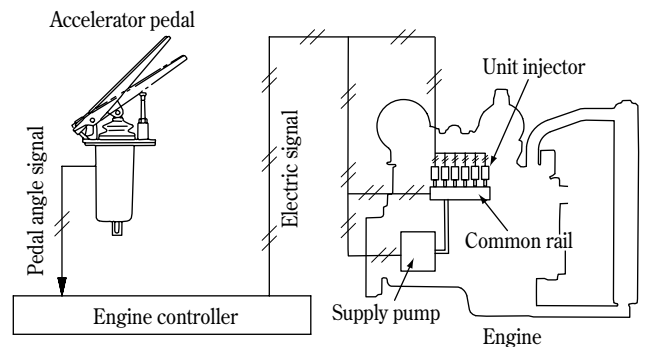 Accelerator pedal
Unit injector
Pedal angle signal
Electric signal
Common rail
Supply pump
Engine controller
Engine